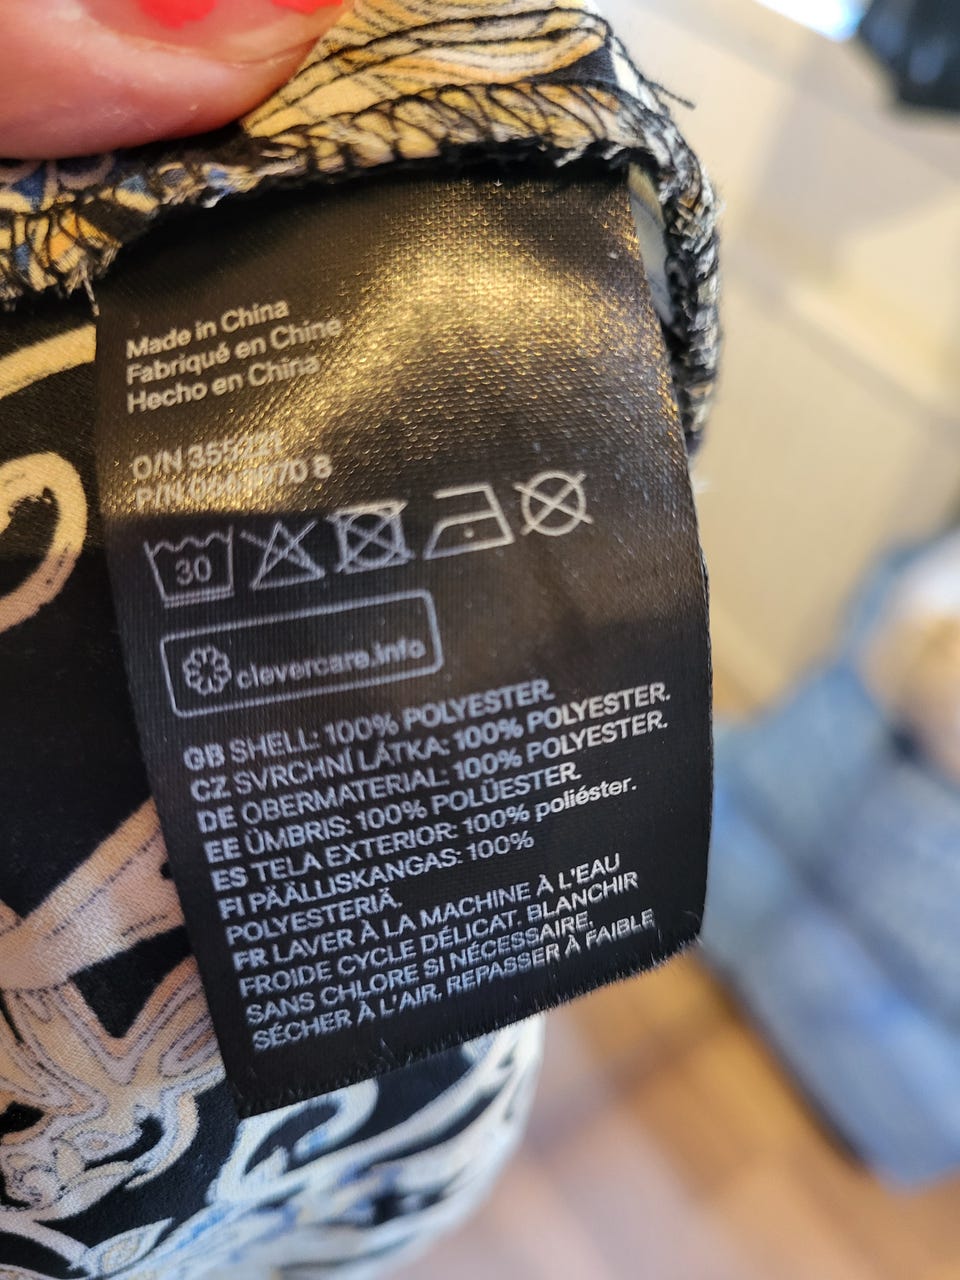 Made in China
Fabriqué en Chine
Hecho en China
O/N
P/N
30
clevercare.info
GB SHELL: 100% POLYESTER.
CZ SVRCHNÍ LÁTKA: 100% POLYESTER.
DE OBERMATERIAL: 100% POLYESTER.
EE ÜMBRIS: 100% POLÜESTER.
ES TELA EXTERIOR: 100% poliéster.
FI PÄÄLLISKANGAS: 100%
POLYESTERIÄ.
FR LAVER À LA MACHINE À L'EAU
FROIDE CYCLE DÉLICAT. BLANCHIR
SANS CHLORE SI NÉCESSAIRE.
SÉCHER À L'AIR. REPASSER À FAIBLE